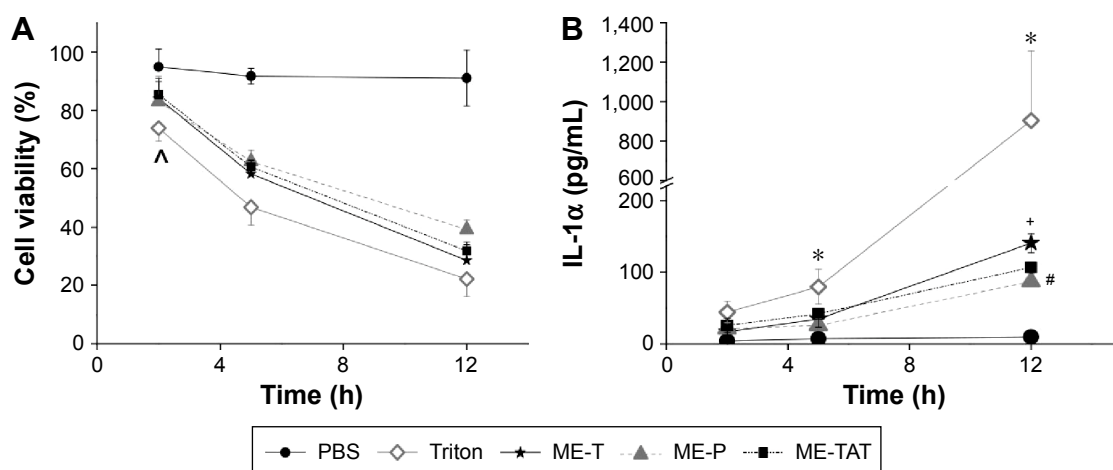 A
Cell viability (%)
100
80
60
40
20
0
^
0 4 8 12
Time (h)
B
IL-1α (pg/mL)
1,400
1,200
1,000
800
600
200
100
0
*
*
+
#
0 4 8 12
Time (h)
PBS Triton ME-T ME-P ME-TAT